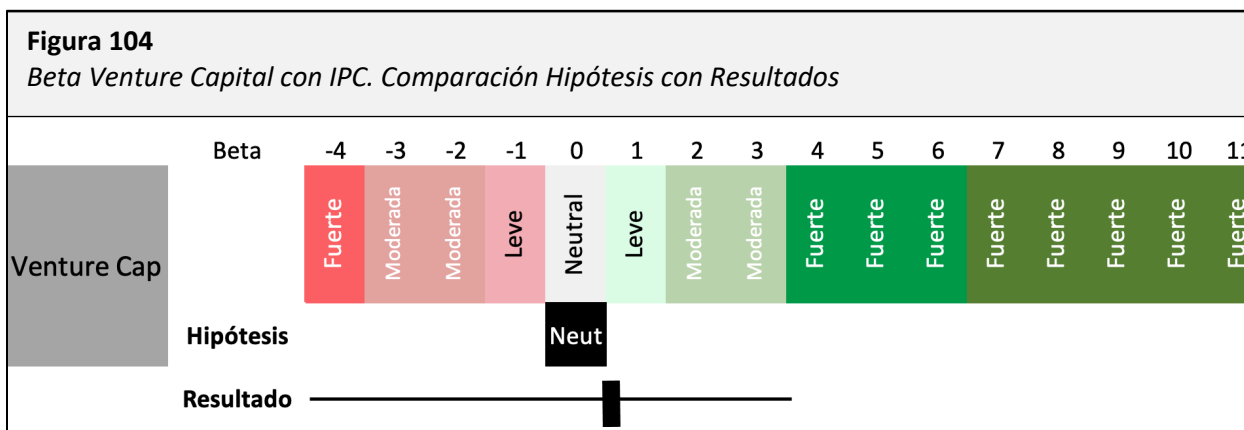 Figura 104
Beta Venture Capital con IPC. Comparación Hipótesis con Resultados
Beta -4 -3 -2 -1 0 1 2 3 4 5 6 7 8 9 10 11
Venture Cap Fuerte Moderada Moderada Leve Neutral Leve Moderada Moderada Fuerte Fuerte Fuerte Fuerte Fuerte Fuerte Fuerte Fuerte
Hipótesis Neut
Resultado